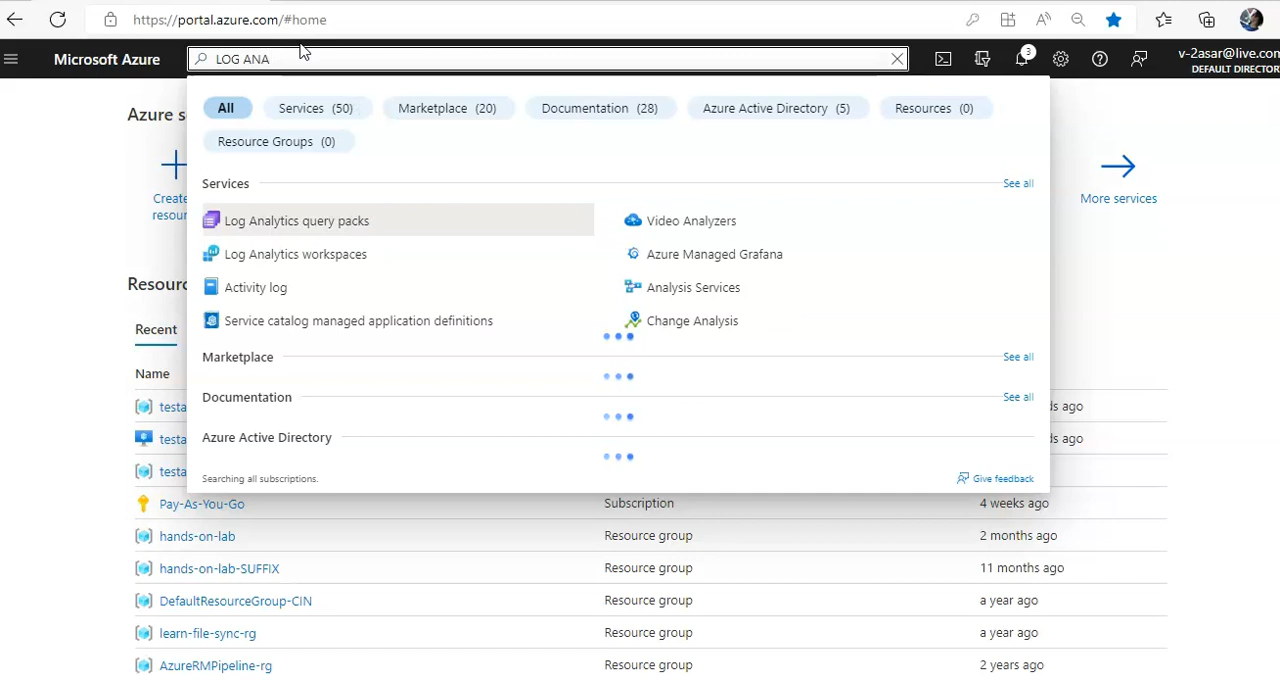 https://portal.azure.com/#home
Microsoft Azure
LOG ANA
3
v-2asar@live.com
DEFAULT DIRECTOR
All
Services (50)
Marketplace (20)
Documentation (28)
Azure Active Directory (5)
Resources (0)
Resource Groups (0)
Azure s
Create
resour
More services
Services
See all
Log Analytics query packs
Video Analyzers
Log Analytics workspaces
Azure Managed Grafana
Activity log
Analysis Services
Service catalog managed application definitions
Change Analysis
Marketplace
See all
Documentation
See all
Azure Active Directory
Searching all subscriptions.
Give feedback
Resourc
Recent
Name
testa
ds ago
testa
ds ago
testa
Pay-As-You-Go
Subscription
4 weeks ago
hands-on-lab
Resource group
2 months ago
hands-on-lab-SUFFIX
Resource group
11 months ago
DefaultResourceGroup-CIN
Resource group
a year ago
learn-file-sync-rg
Resource group
a year ago
AzureRMPipeline-rg
Resource group
2 years ago